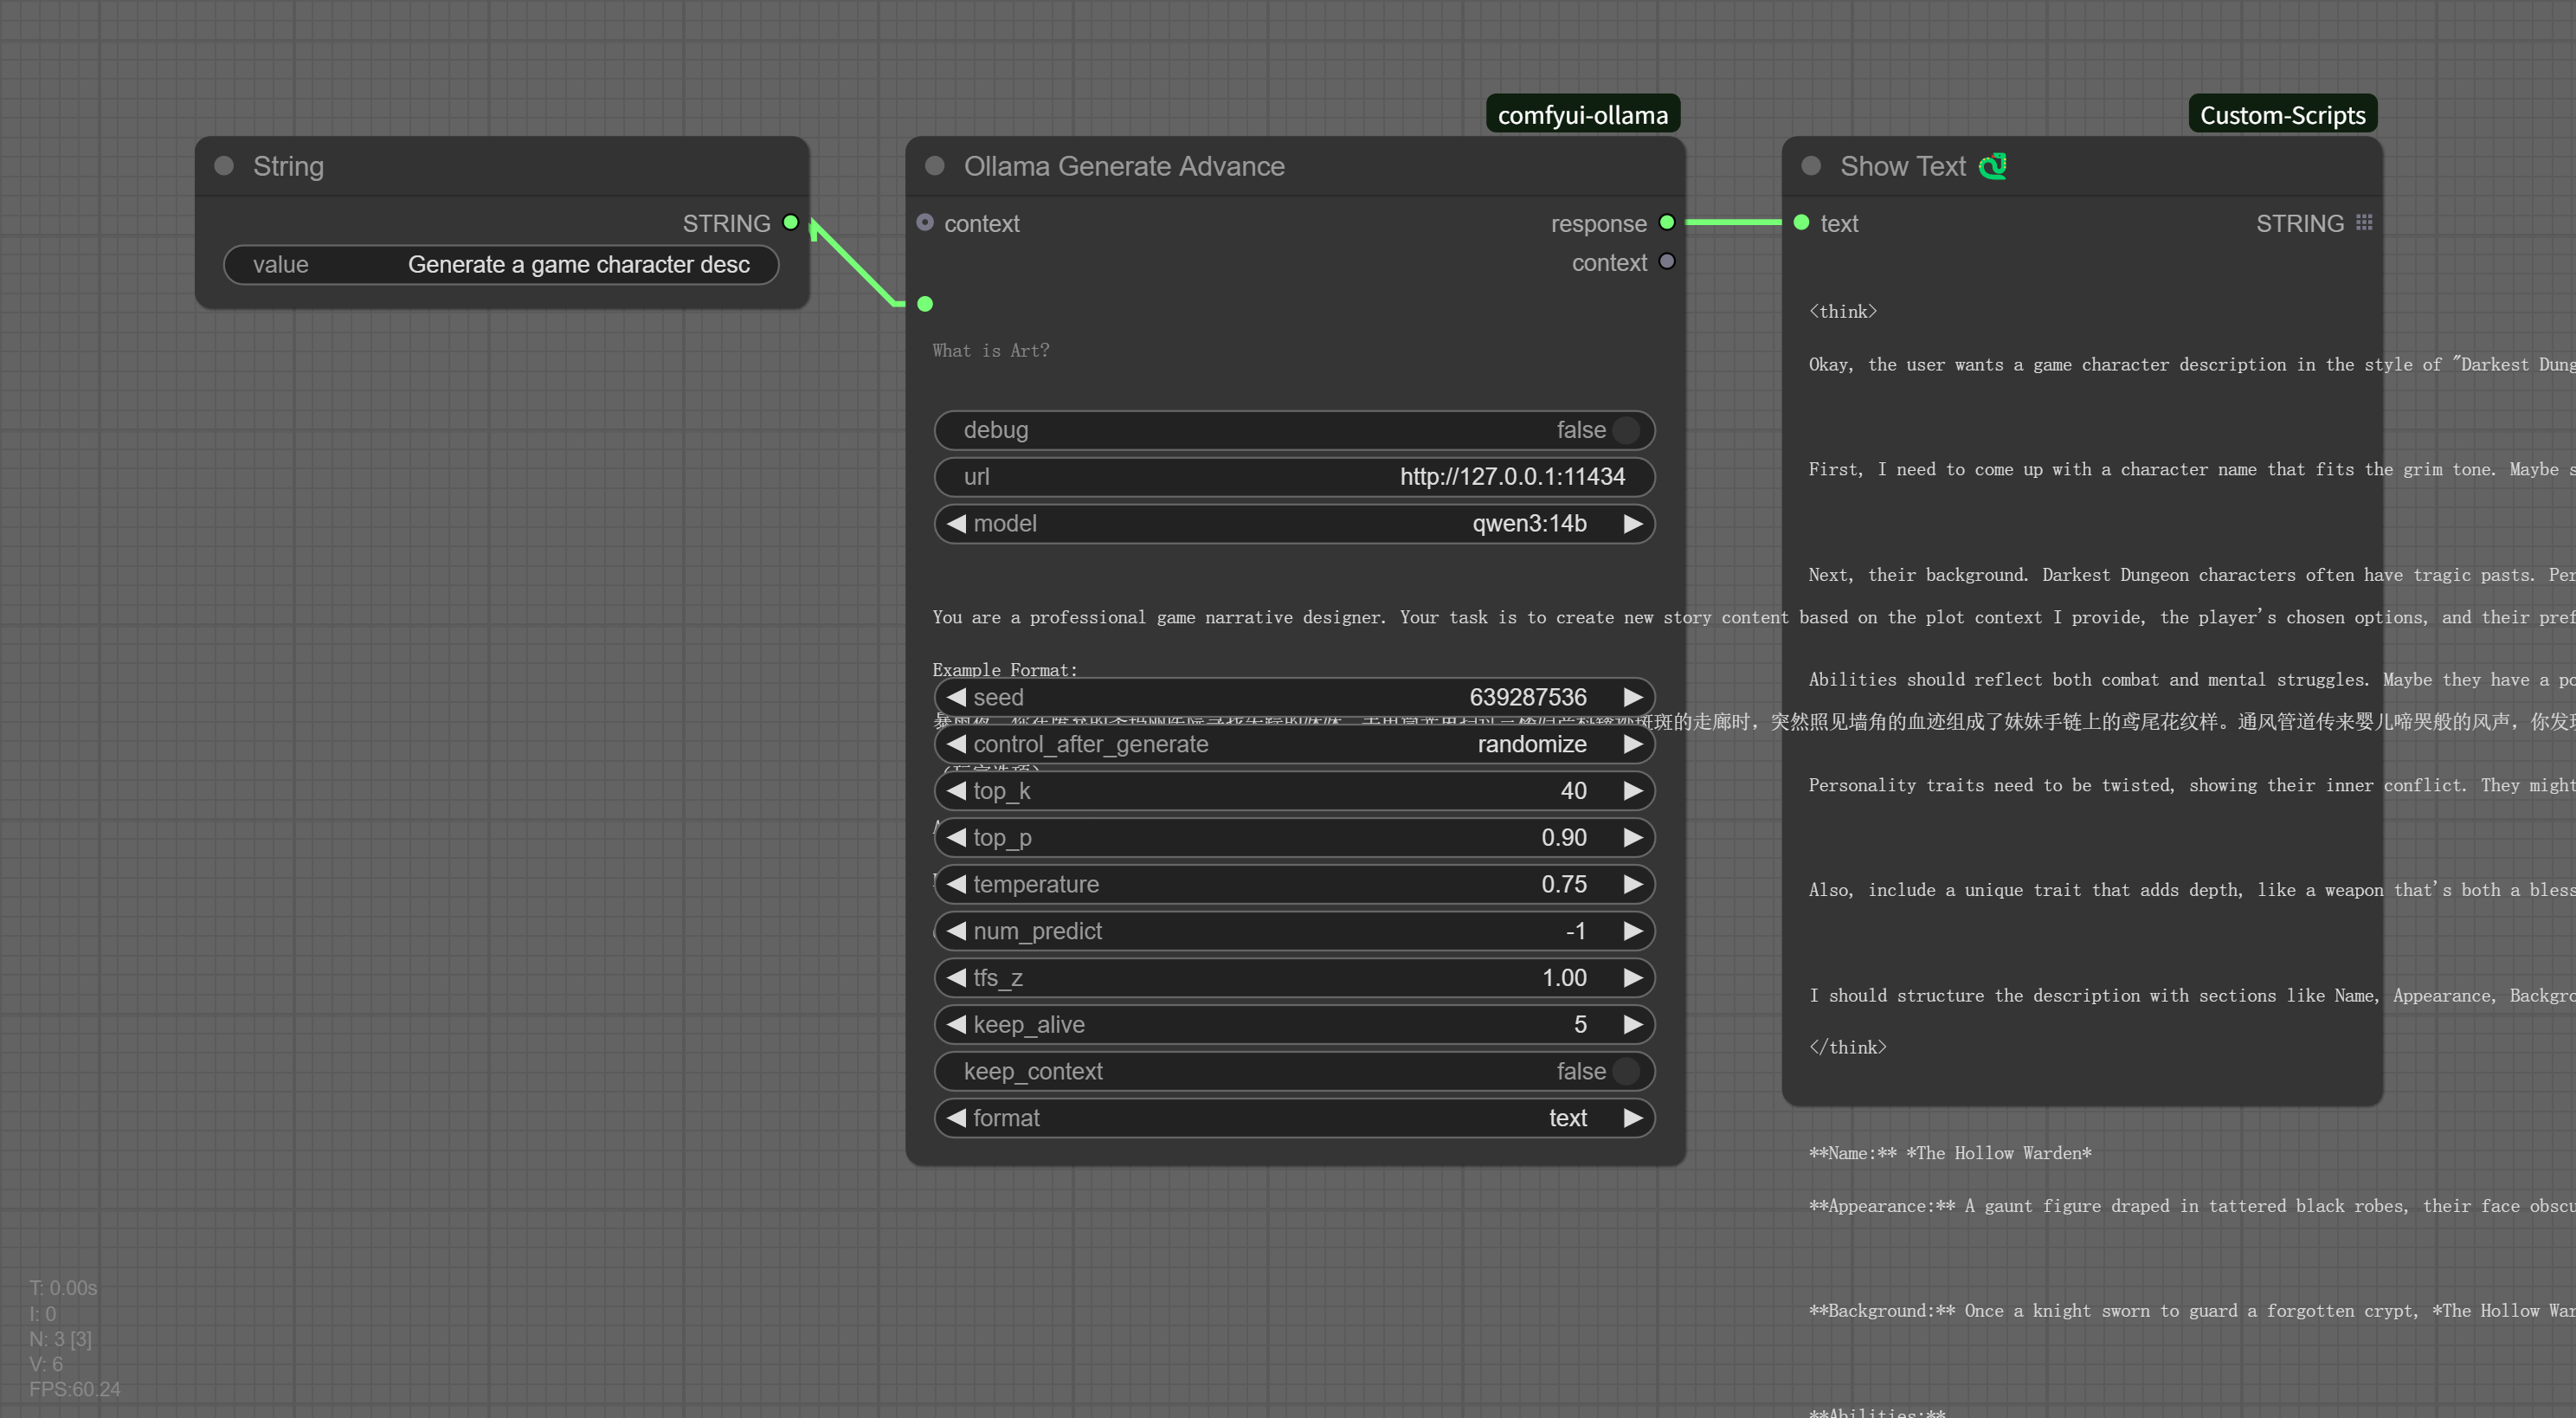 comfyui-ollama
Custom-Scripts
String
STRING
value Generate a game character desc
Ollama Generate Advance
context response
context
What is Art?
debug false
url http://127.0.0.1:11434
model qwen3:14b
You are a professional game narrative designer. Your task is to create new story content based on the plot context I provide, the player's chosen options, and their pref
Example Format:
seed 639287536
斑斑的走廊时，突然照见墙角的血迹组成了妹妹手链上的鸢尾花纹样。通风管道传来婴儿啼哭般的风声，你发现
control_after_generate randomize
top_k 40
top_p 0.90
temperature 0.75
num_predict -1
tfs_z 1.00
keep_alive 5
keep_context false
format text
Show Text
text STRING
<think>
Okay, the user wants a game character description in the style of "Darkest Dung
First, I need to come up with a character name that fits the grim tone. Maybe s
Next, their background. Darkest Dungeon characters often have tragic pasts. Per
Abilities should reflect both combat and mental struggles. Maybe they have a po
Personality traits need to be twisted, showing their inner conflict. They might
Also, include a unique trait that adds depth, like a weapon that's both a bless
I should structure the description with sections like Name, Appearance, Backgro
</think>
**Name:** *The Hollow Warden*
**Appearance:** A gaunt figure draped in tattered black robes, their face obscu
**Background:** Once a knight sworn to guard a forgotten crypt, *The Hollow War
**Abilities:**
T: 0.00s
I: 0
N: 3 [3]
V: 6
FPS:60.24